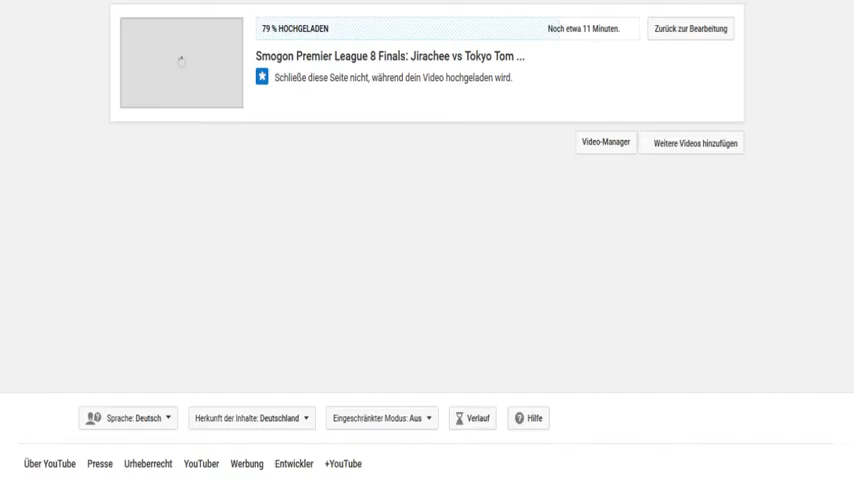 79 % HOCHGELADEN Noch etwa 11 Minuten. Zurück zur Bearbeitung
Smogon Premier League 8 Finals: Jirachee vs Tokyo Tom ...
Schließe diese Seite nicht, während dein Video hochgeladen wird.
Video-Manager Weitere Videos hinzufügen
Sprache: Deutsch Herkunft der Inhalte: Deutschland Eingeschränkter Modus: Aus Verlauf Hilfe
Über YouTube Presse Urheberrecht YouTuber Werbung Entwickler +YouTube